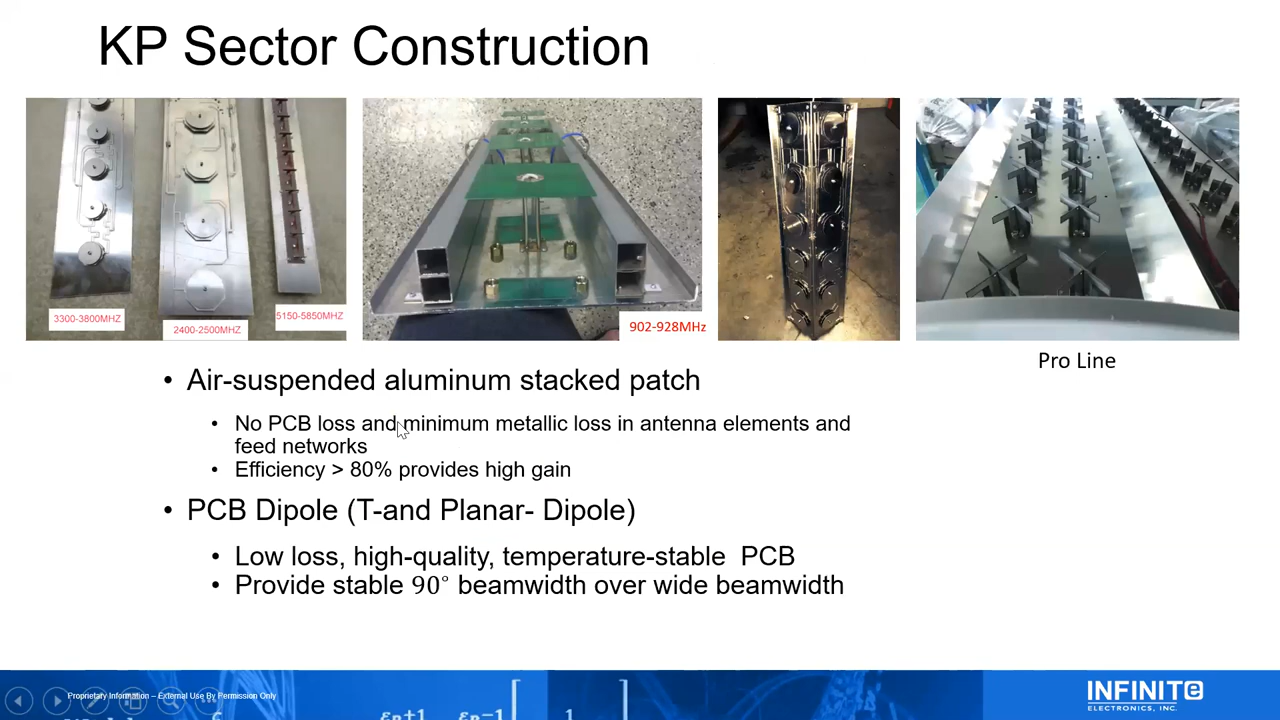 KP Sector Construction
3300-3800MHZ
2400-2500MHZ
5150-5850MHZ
902-928MHz
Pro Line
• Air-suspended aluminum stacked patch
• No PCB loss and minimum metallic loss in antenna elements and
feed networks
• Efficiency > 80% provides high gain
• PCB Dipole (T-and Planar- Dipole)
• Low loss, high-quality, temperature-stable PCB
• Provide stable 90° beamwidth over wide beamwidth
Proprietary Information – External Use By Permission Only
INFINITe
ELECTRONICS, INC.